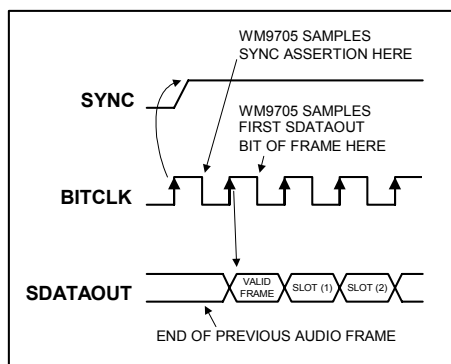 WM9705 SAMPLES
SYNC ASSERTION HERE
SYNC
WM9705 SAMPLES
FIRST SDATAOUT
BIT OF FRAME HERE
BITCLK
SDATAOUT
VALID
FRAME
SLOT (1)
SLOT (2)
END OF PREVIOUS AUDIO FRAME